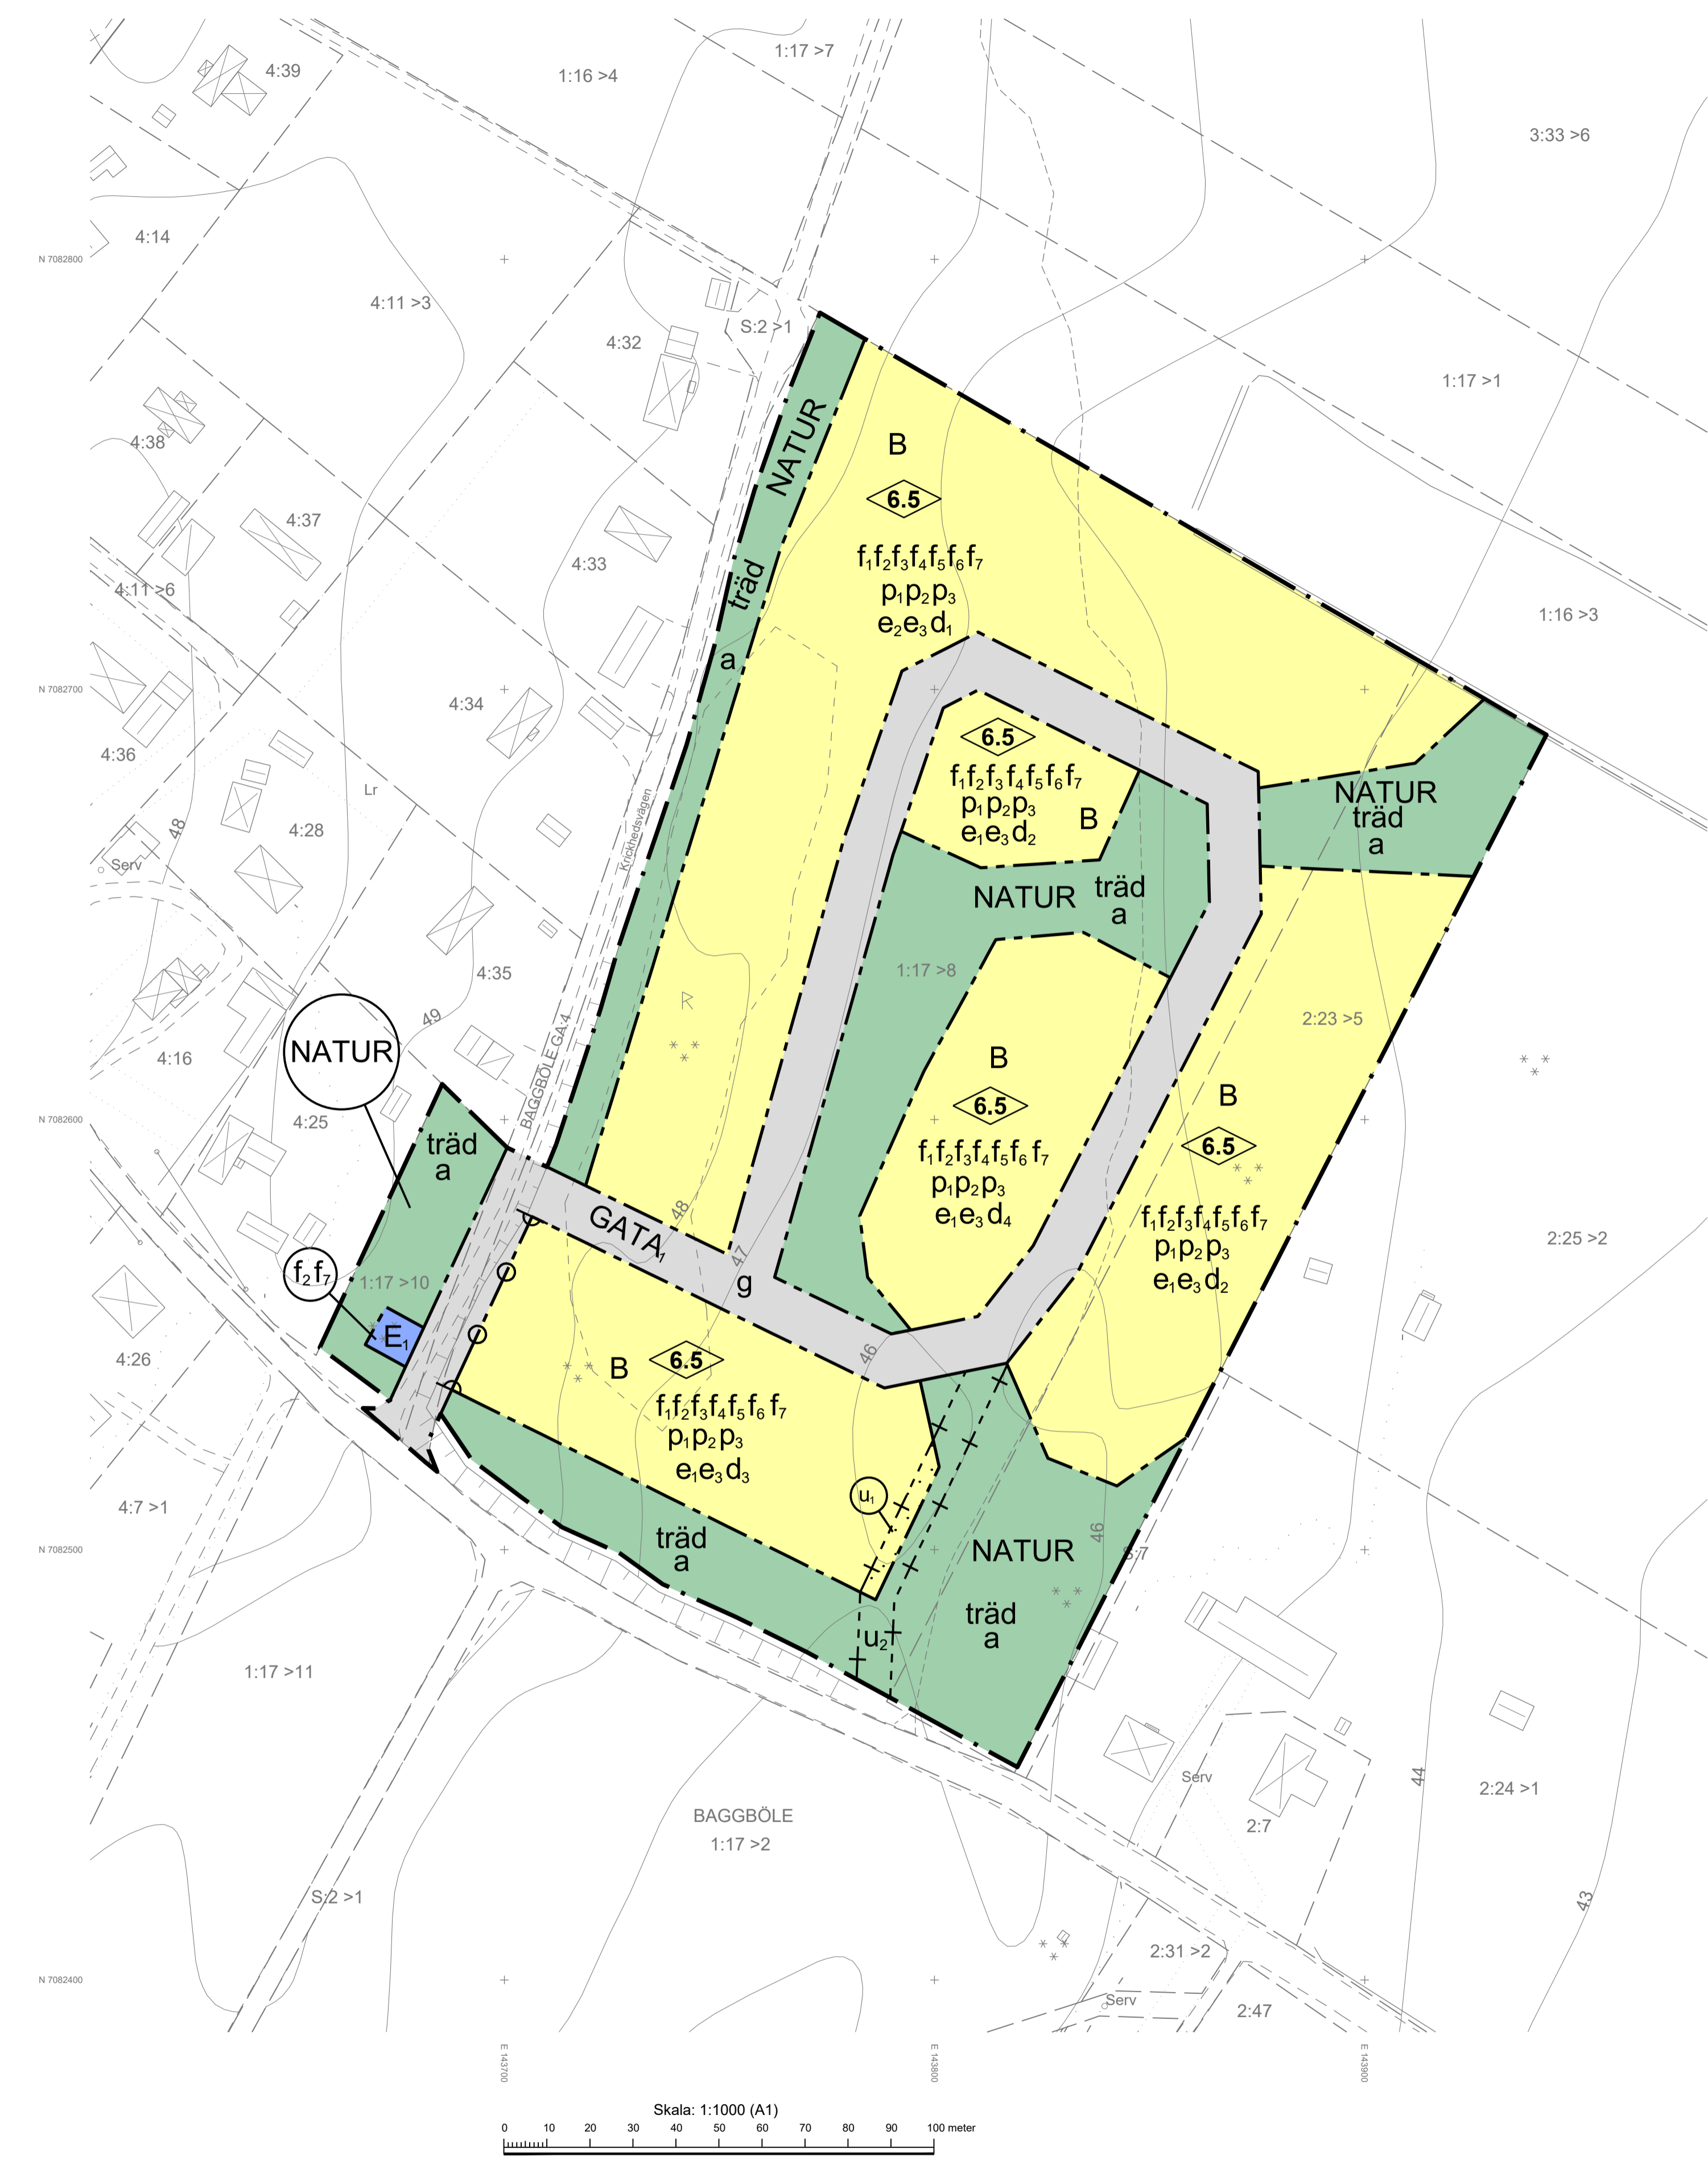 1:17 >7
4:39
1:16 >4
3:33 >6
4:14
N 7082800
4:11 >3
S:2 >1
4:32
1:17 >1
NATUR
B
4:38
6.5
4:37
f₁f₂f₃f₄f₅f₆f₇
4:33
träd
4:11 >6
p₁p₂p₃
1:16 >3
e₂e₃d₁
a
N 7082700
4:34
6.5
4:36
f₁f₂f₃f₄f₅f₆f₇
Lr
NATUR
p₁p₂p₃
B
träd
48
4:28
Krickhedsvägen
e₁e₃d₂
a
Serv
NATUR
träd
a
4:35
1:17 >8
R
49
2:23 >5
NATUR
4:16
BAGGBÖLE GA:4
B
B
6.5
N 7082600
4:25
träd
a
6.5
f₁f₂f₃f₄f₅f₆f₇
p₁p₂p₃
e₁e₃d₄
48
GATA₁
f₁f₂f₃f₄f₅f₆f₇
p₁p₂p₃
2:25 >2
47
f₂f₇
1:17 >10
g
e₁e₃d₂
E₁
4:26
46
B
6.5
f₁f₂f₃f₄f₅f₆f₇
p₁p₂p₃
e₁e₃d₃
u₁
4:7 >1
46
N 7082500
träd
a
NATUR
S:7
träd
a
u₂
1:17 >11
Serv
44
2:24 >1
BAGGBÖLE
1:17 >2
2:7
S:2 >1
43
2:31 >2
N 7082400
Serv
2:47
E 143700
E 143800
E 143900
Skala: 1:1000 (A1)
0 10 20 30 40 50 60 70 80 90 100 meter